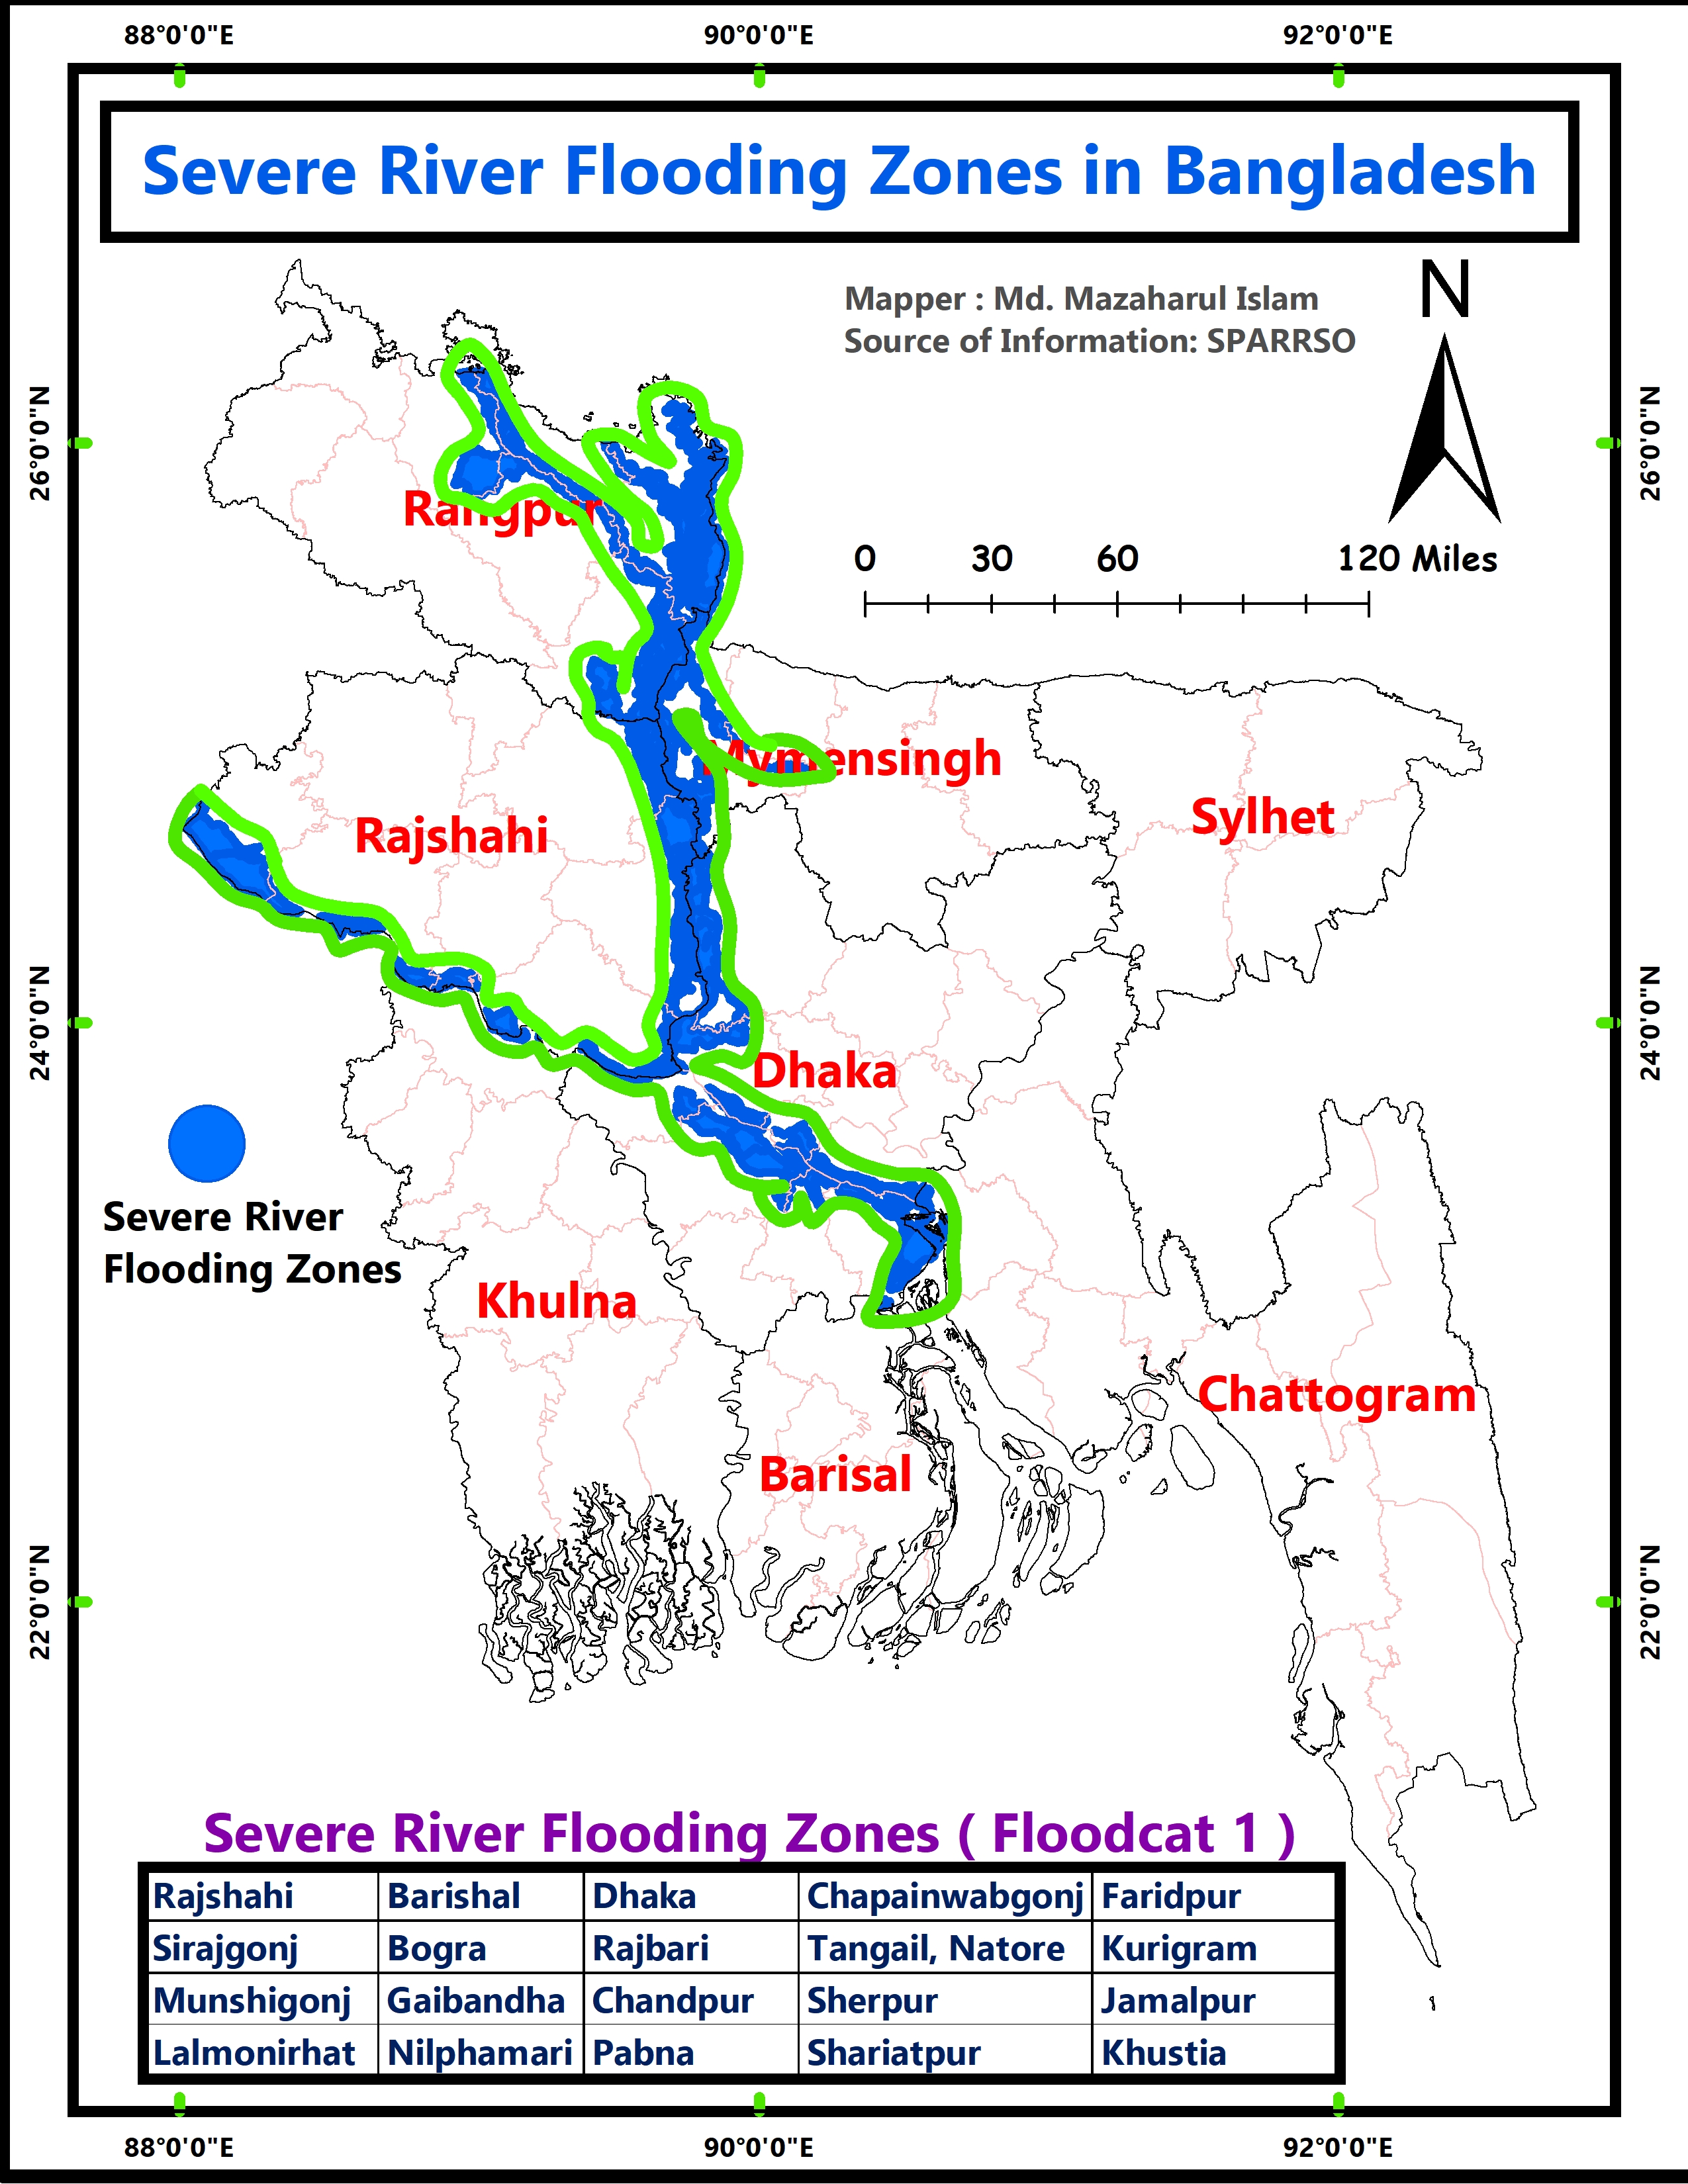 88°0'0"E 90°0'0"E 92°0'0"E
Severe River Flooding Zones in Bangladesh
Mapper : Md. Mazaharul Islam
Source of Information: SPARRSO
N
26°0'0"N 26°0'0"N
Rangpur
0 30 60 120 Miles
Mymensingh
Sylhet
Rajshahi
24°0'0"N 24°0'0"N
Dhaka
Severe River
Flooding Zones
Khulna
Chattogram
Barisal
22°0'0"N 22°0'0"N
Severe River Flooding Zones ( Floodcat 1 )
Rajshahi Barishal Dhaka Chapainwabgonj Faridpur
Sirajgonj Bogra Rajbari Tangail, Natore Kurigram
Munshigonj Gaibandha Chandpur Sherpur Jamalpur
Lalmonirhat Nilphamari Pabna Shariatpur Khustia
88°0'0"E 90°0'0"E 92°0'0"E